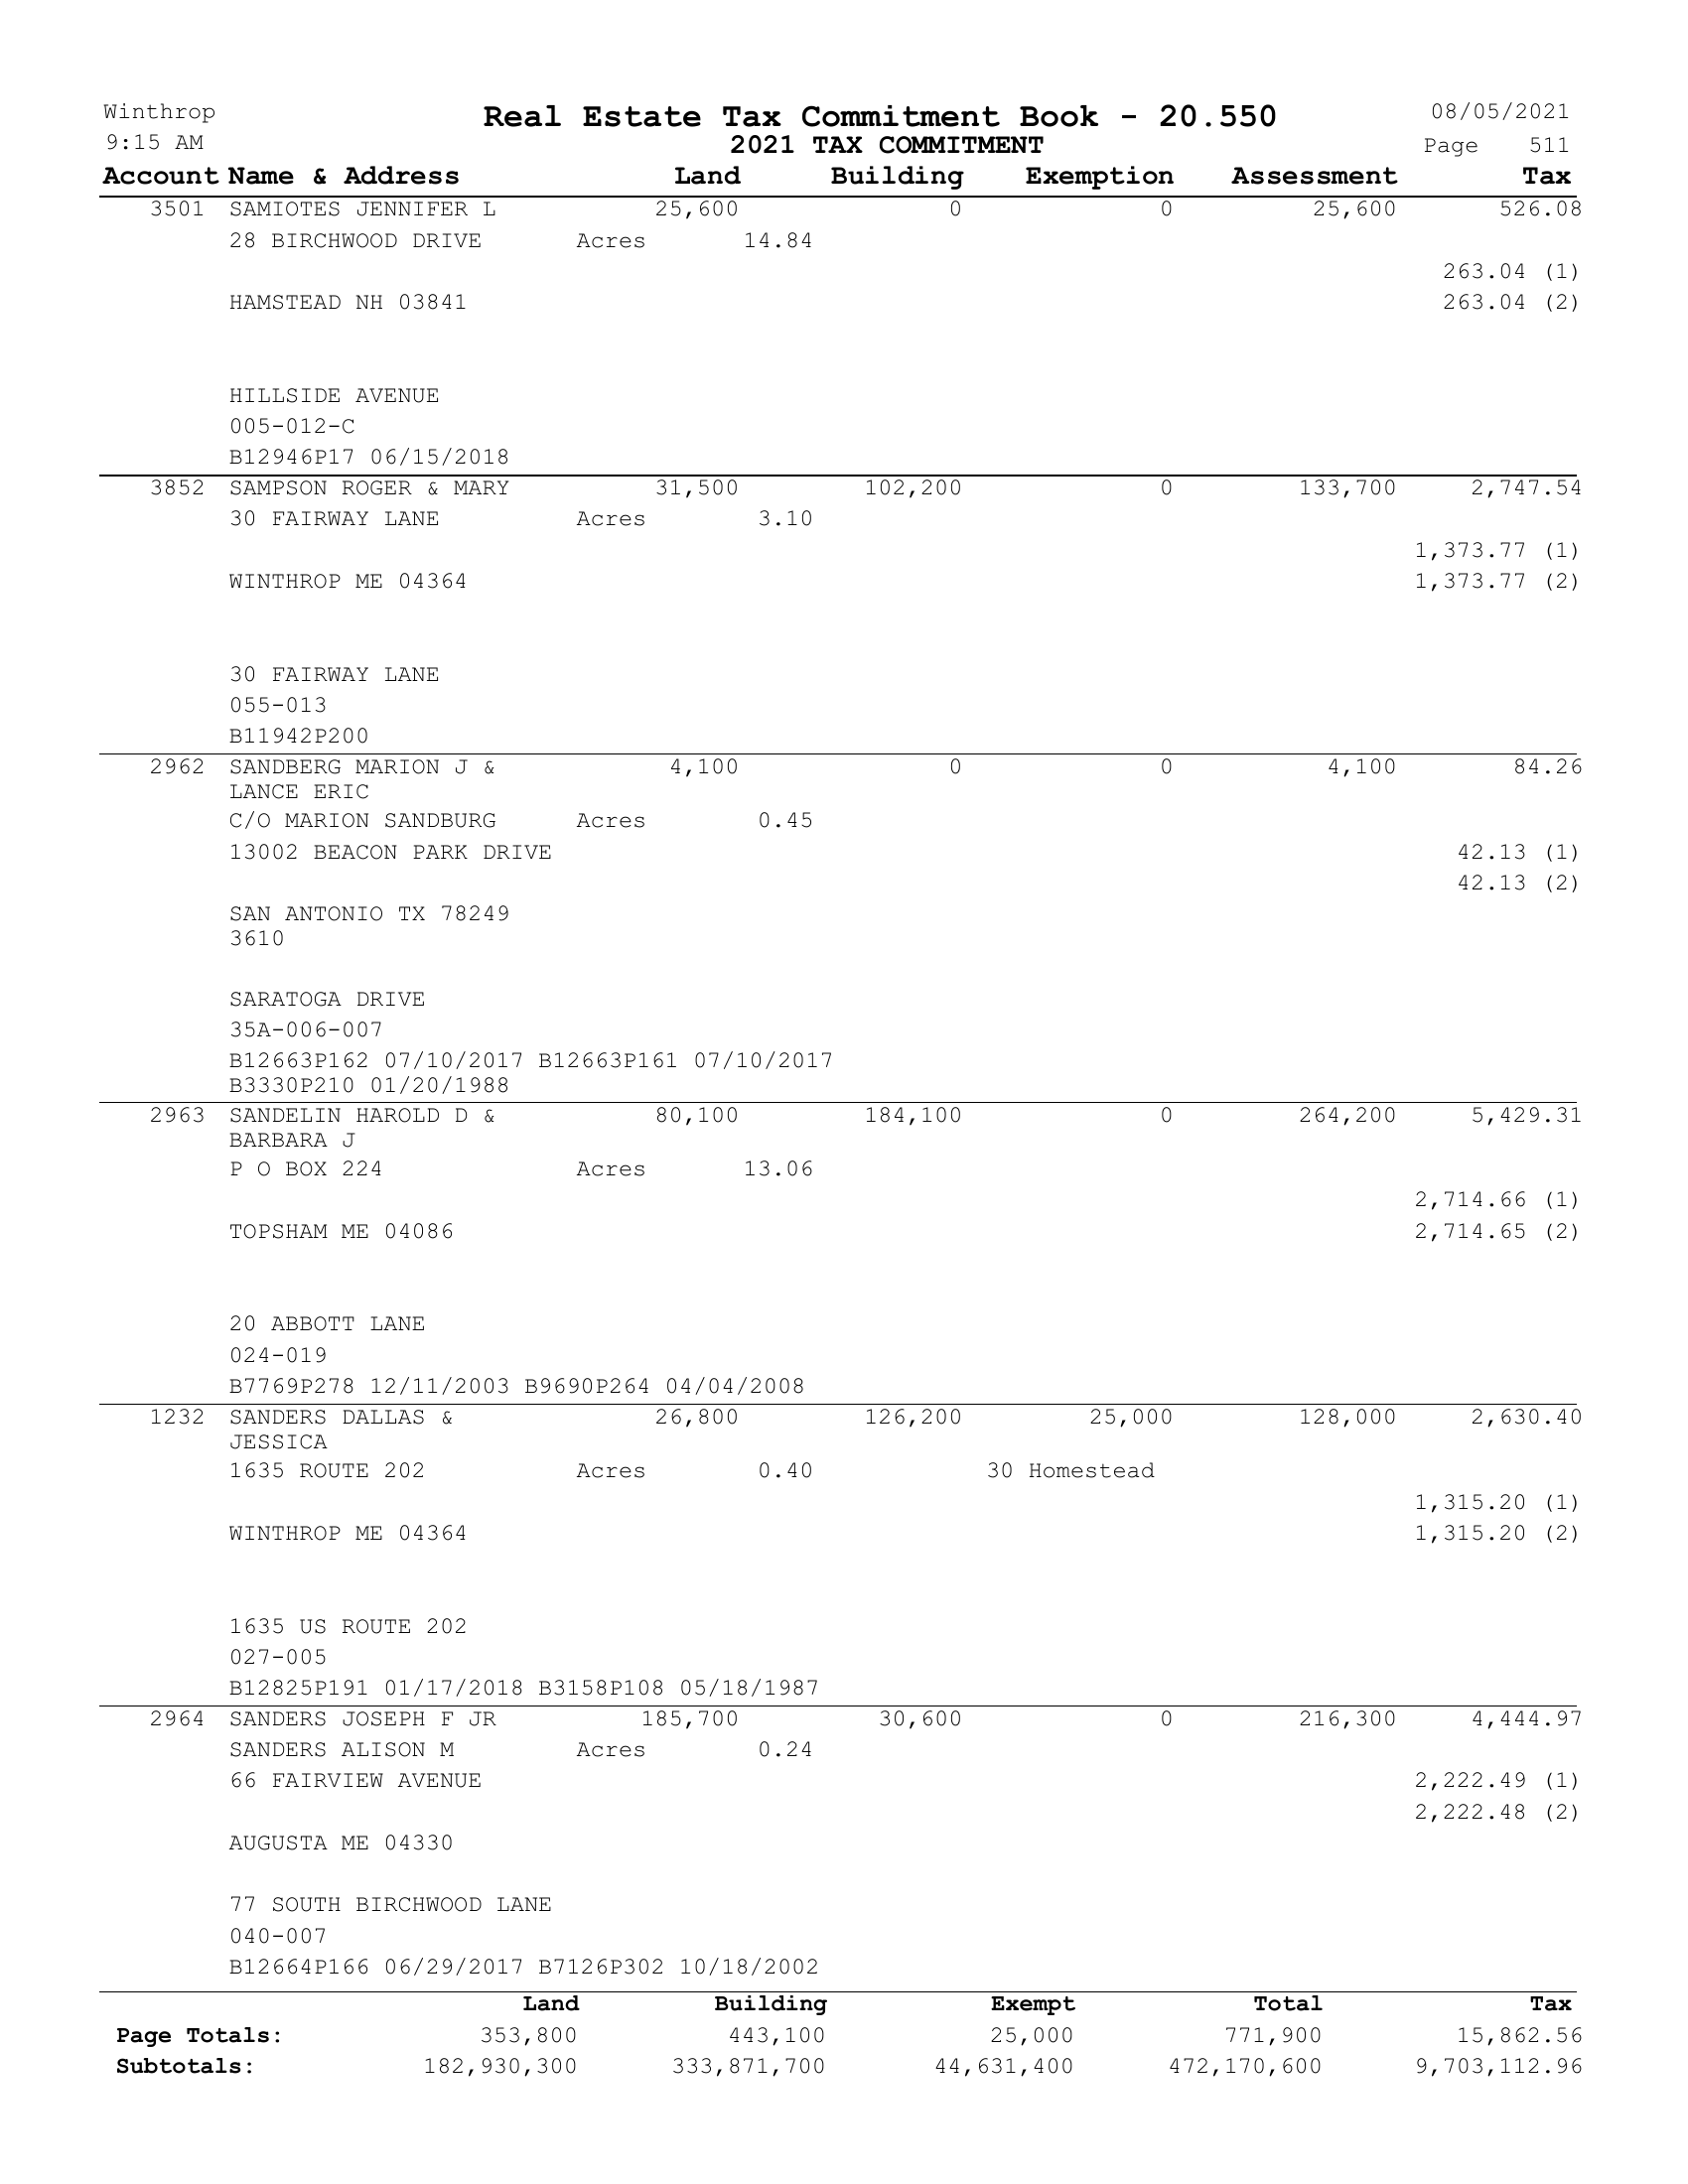 Winthrop Real Estate Tax Commitment Book - 20.550 08/05/2021
9:15 AM 2021 TAX COMMITMENT Page 511
Account Name & Address Land Building Exemption Assessment Tax
3501 SAMIOTES JENNIFER L 25,600 0 0 25,600 526.08
28 BIRCHWOOD DRIVE Acres 14.84
263.04 (1)
HAMSTEAD NH 03841 263.04 (2)
HILLSIDE AVENUE
005-012-C
B12946P17 06/15/2018
3852 SAMPSON ROGER & MARY 31,500 102,200 0 133,700 2,747.54
30 FAIRWAY LANE Acres 3.10
1,373.77 (1)
WINTHROP ME 04364 1,373.77 (2)
30 FAIRWAY LANE
055-013
B11942P200
2962 SANDBERG MARION J & 4,100 0 0 4,100 84.26
LANCE ERIC
C/O MARION SANDBURG Acres 0.45
13002 BEACON PARK DRIVE 42.13 (1)
42.13 (2)
SAN ANTONIO TX 78249
3610
SARATOGA DRIVE
35A-006-007
B12663P162 07/10/2017 B12663P161 07/10/2017
B3330P210 01/20/1988
2963 SANDELIN HAROLD D & 80,100 184,100 0 264,200 5,429.31
BARBARA J
P O BOX 224 Acres 13.06
2,714.66 (1)
TOPSHAM ME 04086 2,714.65 (2)
20 ABBOTT LANE
024-019
B7769P278 12/11/2003 B9690P264 04/04/2008
1232 SANDERS DALLAS & 26,800 126,200 25,000 128,000 2,630.40
JESSICA
1635 ROUTE 202 Acres 0.40 30 Homestead
1,315.20 (1)
WINTHROP ME 04364 1,315.20 (2)
1635 US ROUTE 202
027-005
B12825P191 01/17/2018 B3158P108 05/18/1987
2964 SANDERS JOSEPH F JR 185,700 30,600 0 216,300 4,444.97
SANDERS ALISON M Acres 0.24
66 FAIRVIEW AVENUE 2,222.49 (1)
2,222.48 (2)
AUGUSTA ME 04330
77 SOUTH BIRCHWOOD LANE
040-007
B12664P166 06/29/2017 B7126P302 10/18/2002
Land Building Exempt Total Tax
Page Totals: 353,800 443,100 25,000 771,900 15,862.56
Subtotals: 182,930,300 333,871,700 44,631,400 472,170,600 9,703,112.96